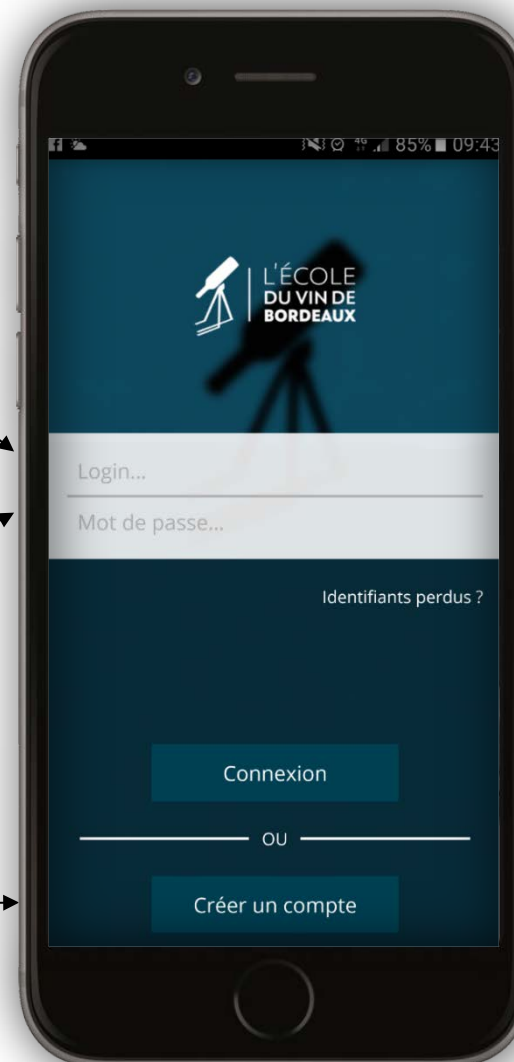 4G 85% 09:43
L'ÉCOLE
DU VIN DE
BORDEAUX
Login...
Mot de passe...
Identifiants perdus ?
Connexion
OU
Créer un compte